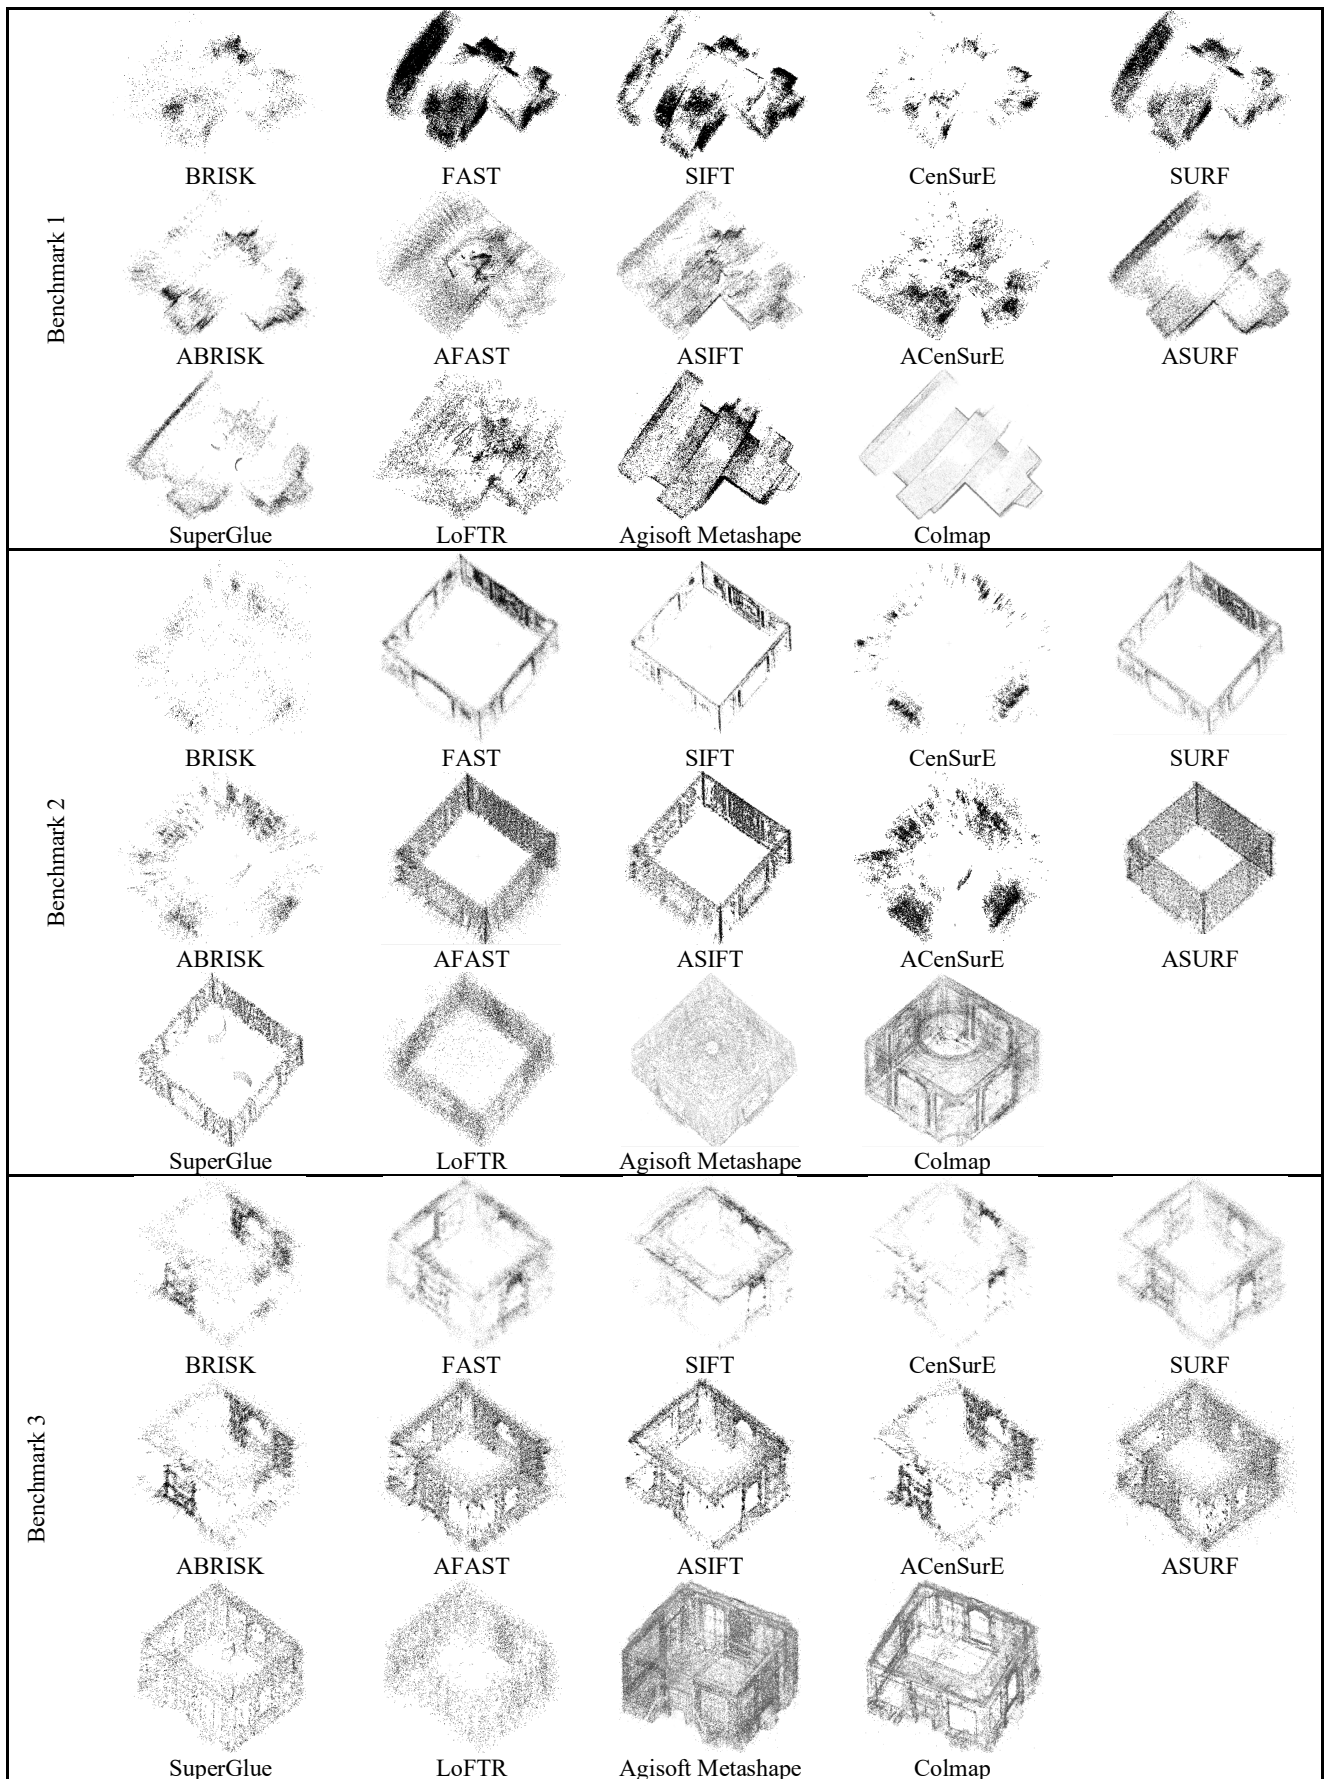 BRISK FAST SIFT CenSurE SURF
Benchmark 1
ABRISK AFAST ASIFT ACenSurE ASURF
SuperGlue LoFTR Agisoft Metashape Colmap
BRISK FAST SIFT CenSurE SURF
Benchmark 2
ABRISK AFAST ASIFT ACenSurE ASURF
SuperGlue LoFTR Agisoft Metashape Colmap
BRISK FAST SIFT CenSurE SURF
Benchmark 3
ABRISK AFAST ASIFT ACenSurE ASURF
SuperGlue LoFTR Agisoft Metashape Colmap